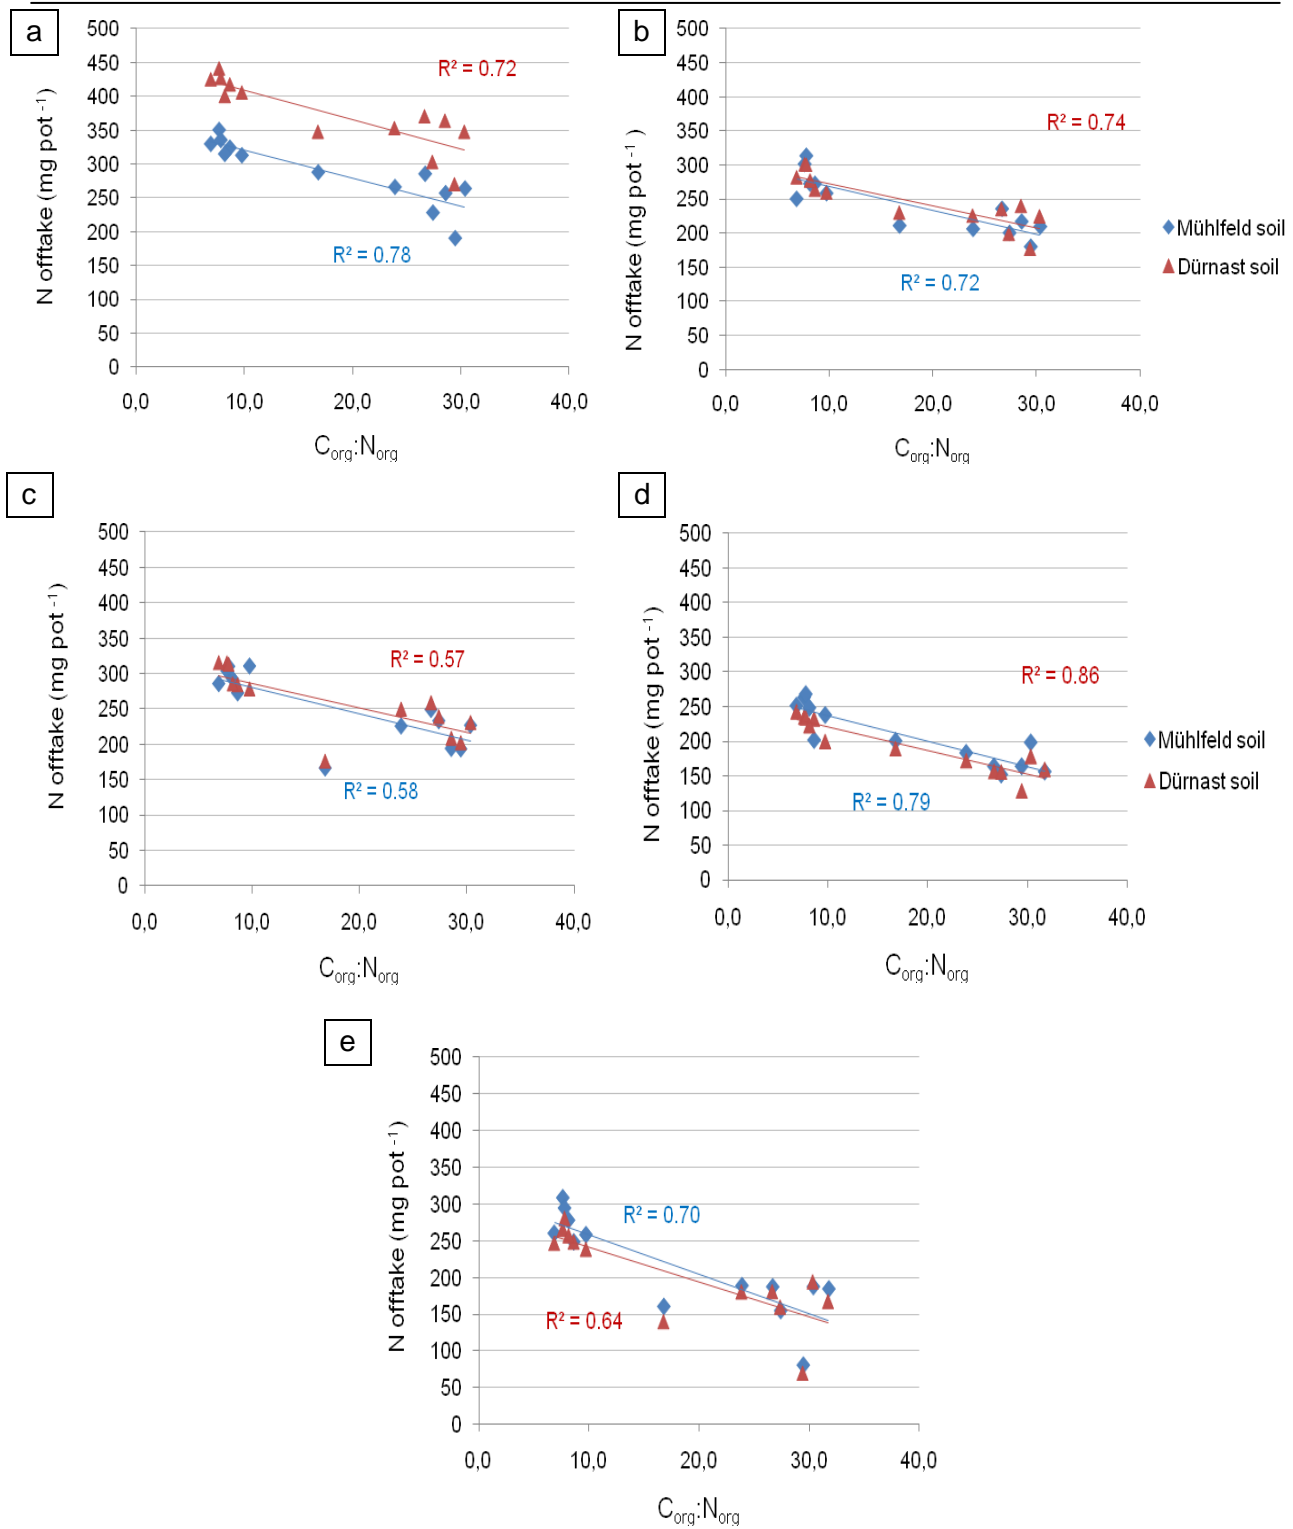 a
500
450
400
350
300
250
200
150
100
50
0
N offtake (mg pot -1)
R² = 0.72
R² = 0.78
0,0 10,0 20,0 30,0 40,0
Corg:Norg
b
500
450
400
350
300
250
200
150
100
50
0
N offtake (mg pot -1)
R² = 0.74
R² = 0.72
0,0 10,0 20,0 30,0 40,0
Corg:Norg
Mühlfeld soil
Dürnast soil
c
500
450
400
350
300
250
200
150
100
50
0
N offtake (mg pot -1)
R² = 0.57
R² = 0.58
0,0 10,0 20,0 30,0 40,0
Corg:Norg
d
500
450
400
350
300
250
200
150
100
50
0
N offtake (mg pot -1)
R² = 0.86
R² = 0.79
0,0 10,0 20,0 30,0 40,0
Corg:Norg
Mühlfeld soil
Dürnast soil
e
500
450
400
350
300
250
200
150
100
50
0
N offtake (mg pot -1)
R² = 0.70
R² = 0.64
0,0 10,0 20,0 30,0 40,0
Corg:Norg